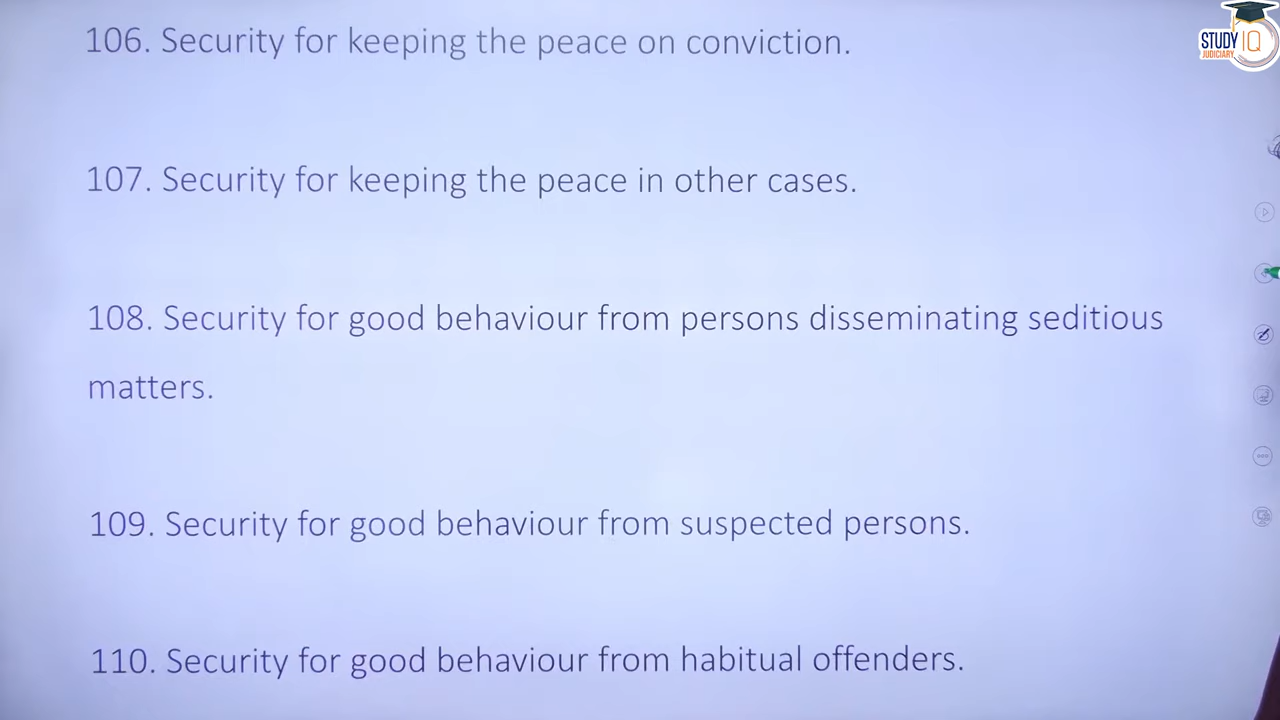 STUDY IQ
JUDICIARY
106. Security for keeping the peace on conviction.
107. Security for keeping the peace in other cases.
108. Security for good behaviour from persons disseminating seditious
matters.
109. Security for good behaviour from suspected persons.
110. Security for good behaviour from habitual offenders.